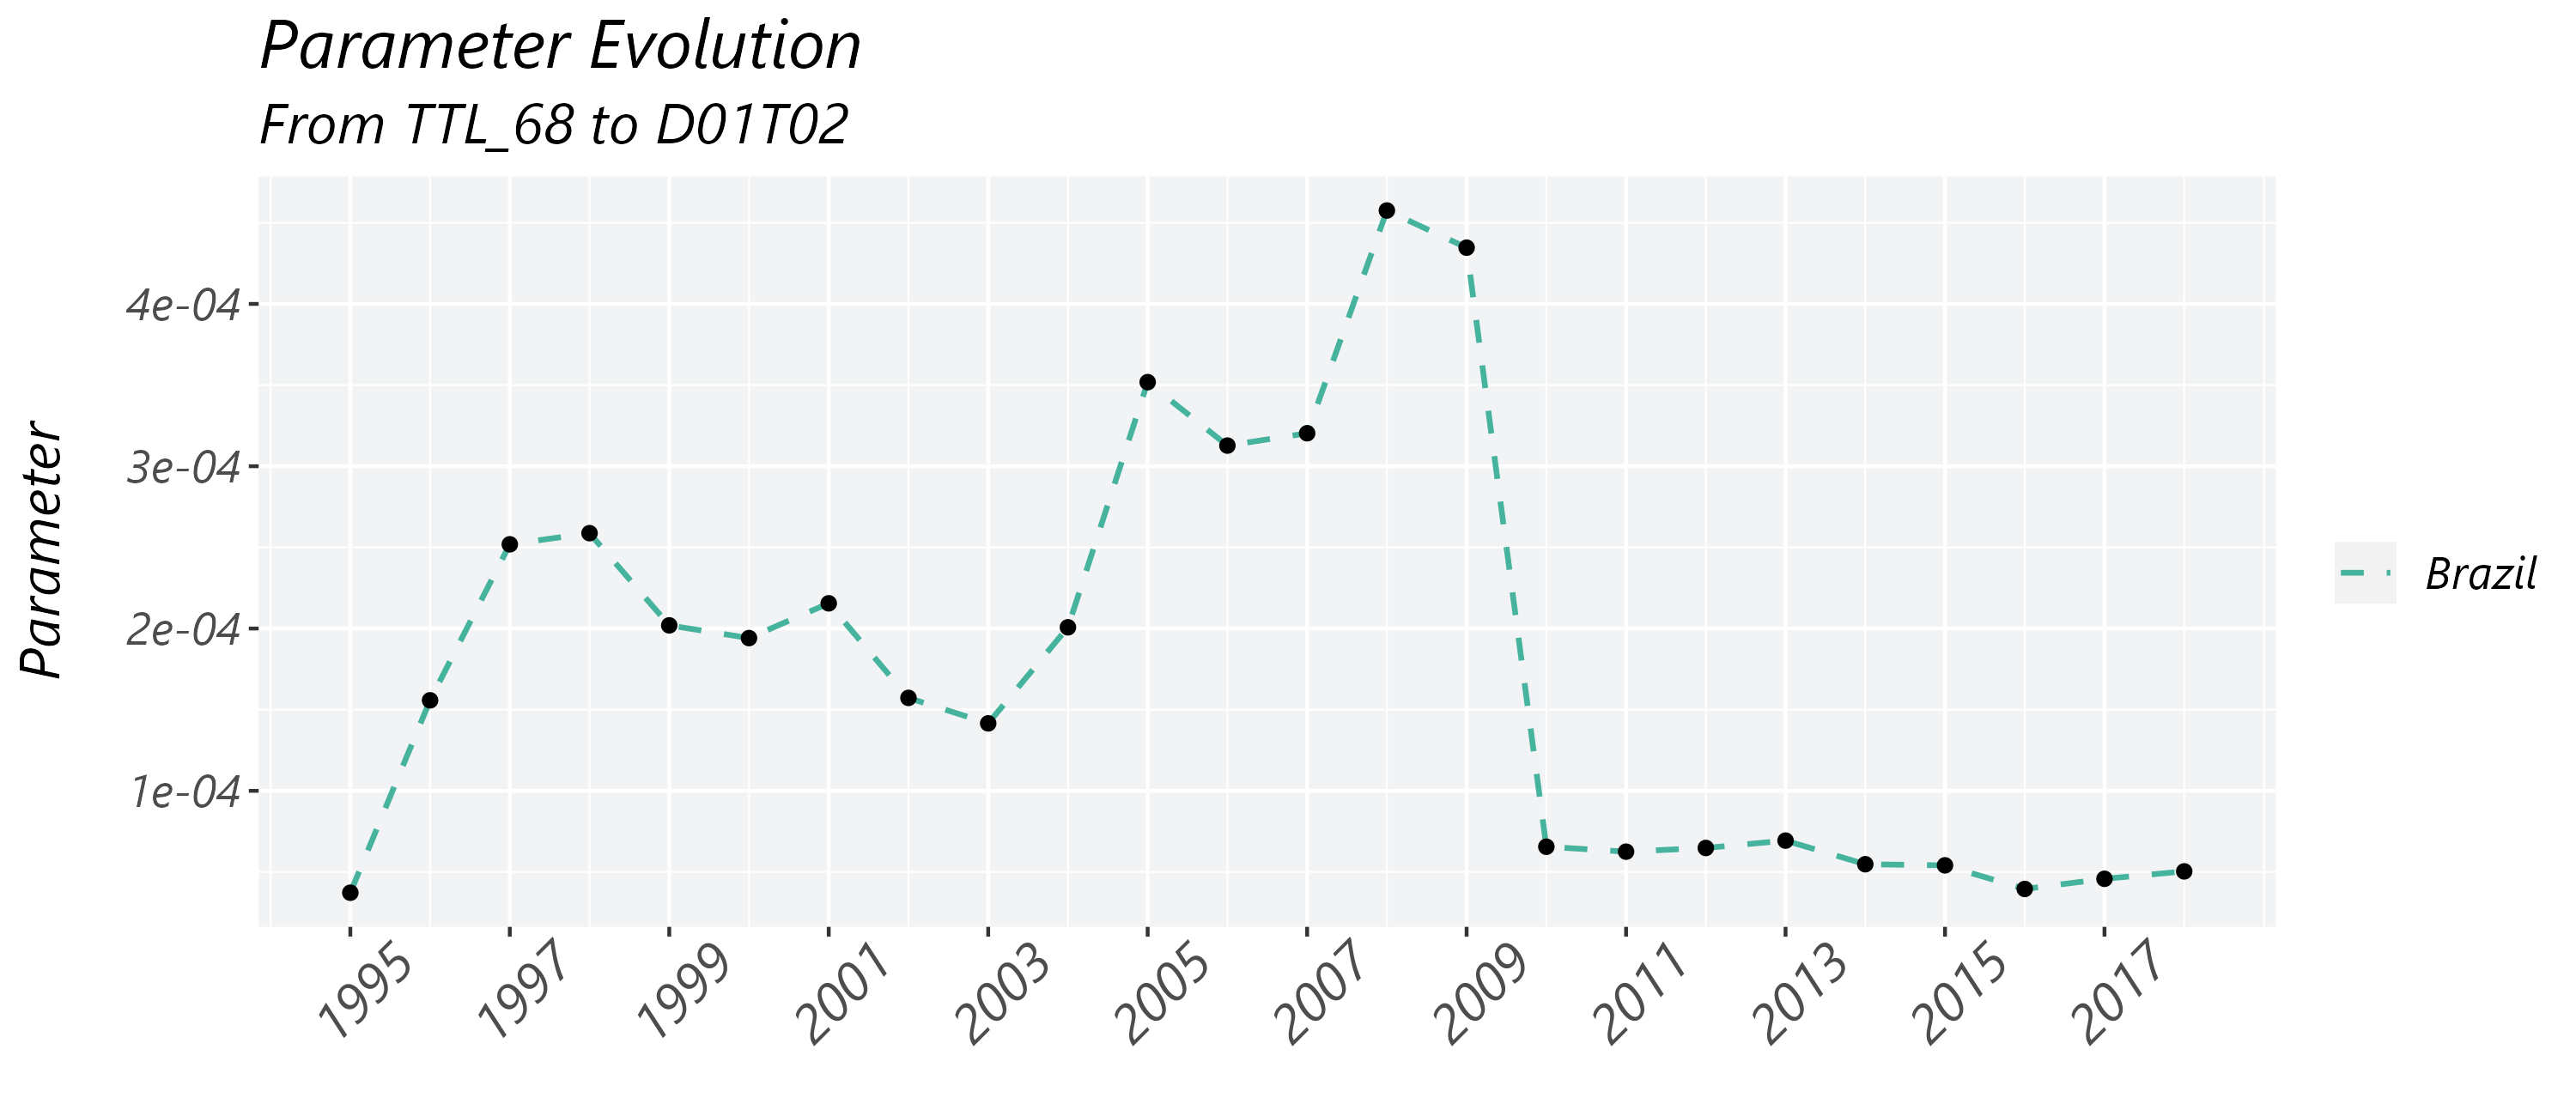 Parameter Evolution
From TTL_68 to D01T02
Parameter
4e-04
3e-04
2e-04
1e-04
1995
1997
1999
2001
2003
2005
2007
2009
2011
2013
2015
2017
Brazil